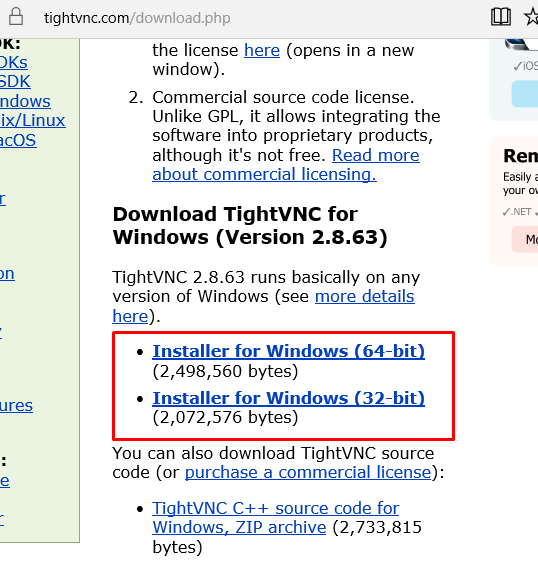 tightvnc.com/download.php
DK:
DKs
SDK
ndows
ix/Linux
acOS
r
on
ures
:
e
r
the license here (opens in a new
window).
2. Commercial source code license.
Unlike GPL, it allows integrating the
software into proprietary products,
although it's not free. Read more
about commercial licensing.
Download TightVNC for
Windows (Version 2.8.63)
TightVNC 2.8.63 runs basically on any
version of Windows (see more details
here).
• Installer for Windows (64-bit)
(2,498,560 bytes)
• Installer for Windows (32-bit)
(2,072,576 bytes)
You can also download TightVNC source
code (or purchase a commercial license):
• TightVNC C++ source code for
Windows, ZIP archive (2,733,815
bytes)
✓iOS
Rem
Easily a
your ow
✓.NET ✓
Mo